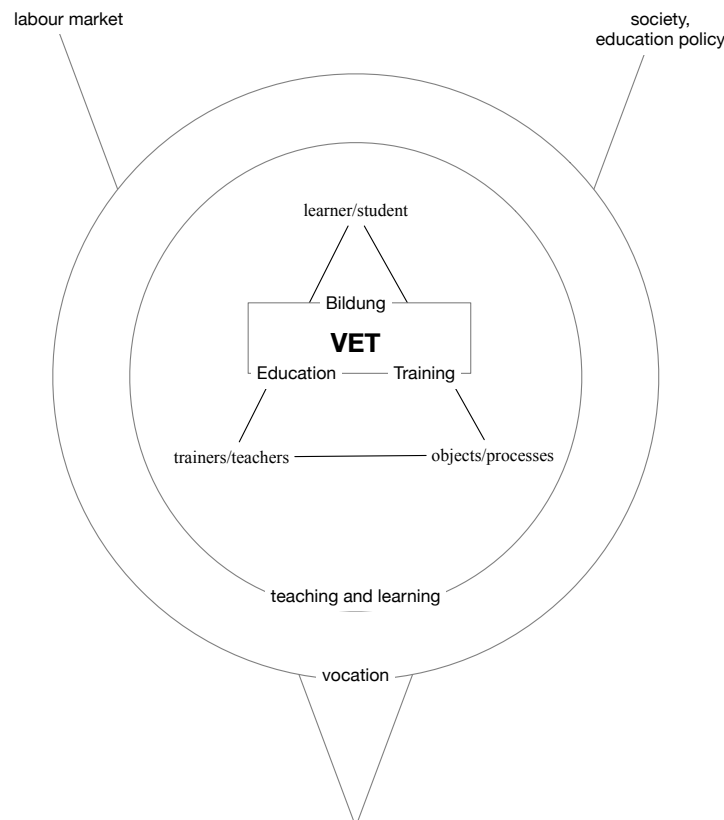 labour market
society,
education policy
learner/student
Bildung
VET
Education
Training
trainers/teachers
objects/processes
teaching and learning
vocation